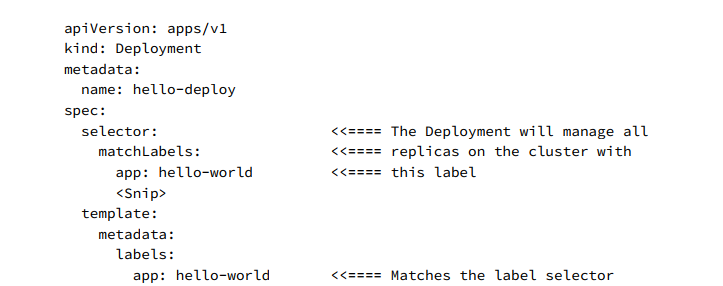 apiVersion: apps/v1
kind: Deployment
metadata:
  name: hello-deploy
spec:
  selector:                    <<==== The Deployment will manage all
    matchLabels:               <<==== replicas on the cluster with
      app: hello-world         <<==== this label
      <Snip>
  template:
    metadata:
      labels:
        app: hello-world       <<==== Matches the label selector